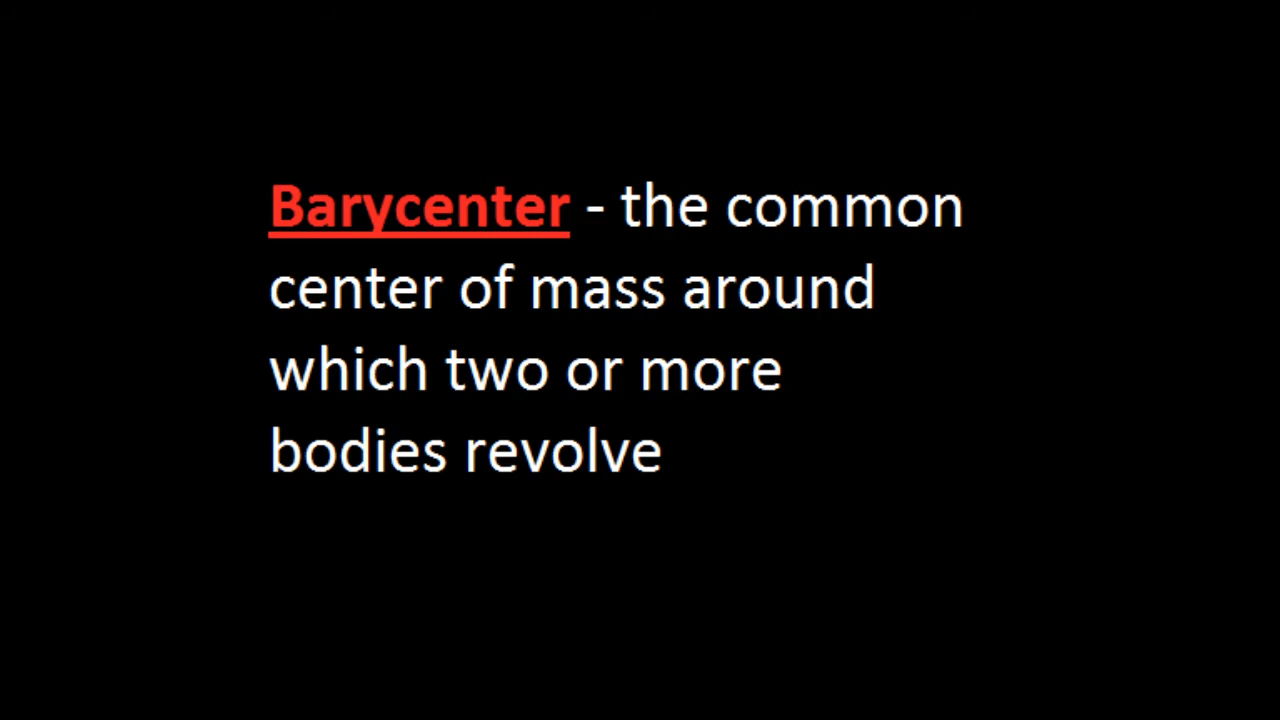 Barycenter - the common
center of mass around
which two or more
bodies revolve